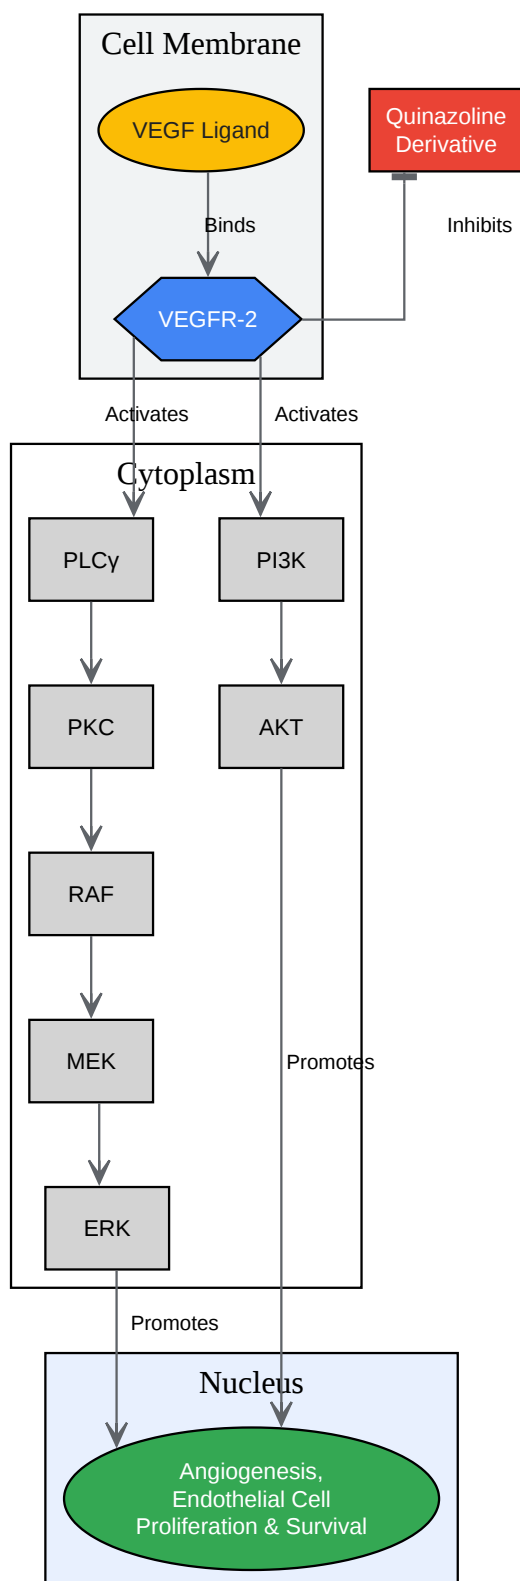 Cell Membrane
VEGF Ligand
Quinazoline
Derivative
Binds
Inhibits
VEGFR-2
Activates
Activates
Cytoplasm
PLCγ
PI3K
PKC
AKT
RAF
MEK
Promotes
ERK
Promotes
Nucleus
Angiogenesis,
Endothelial Cell
Proliferation & Survival